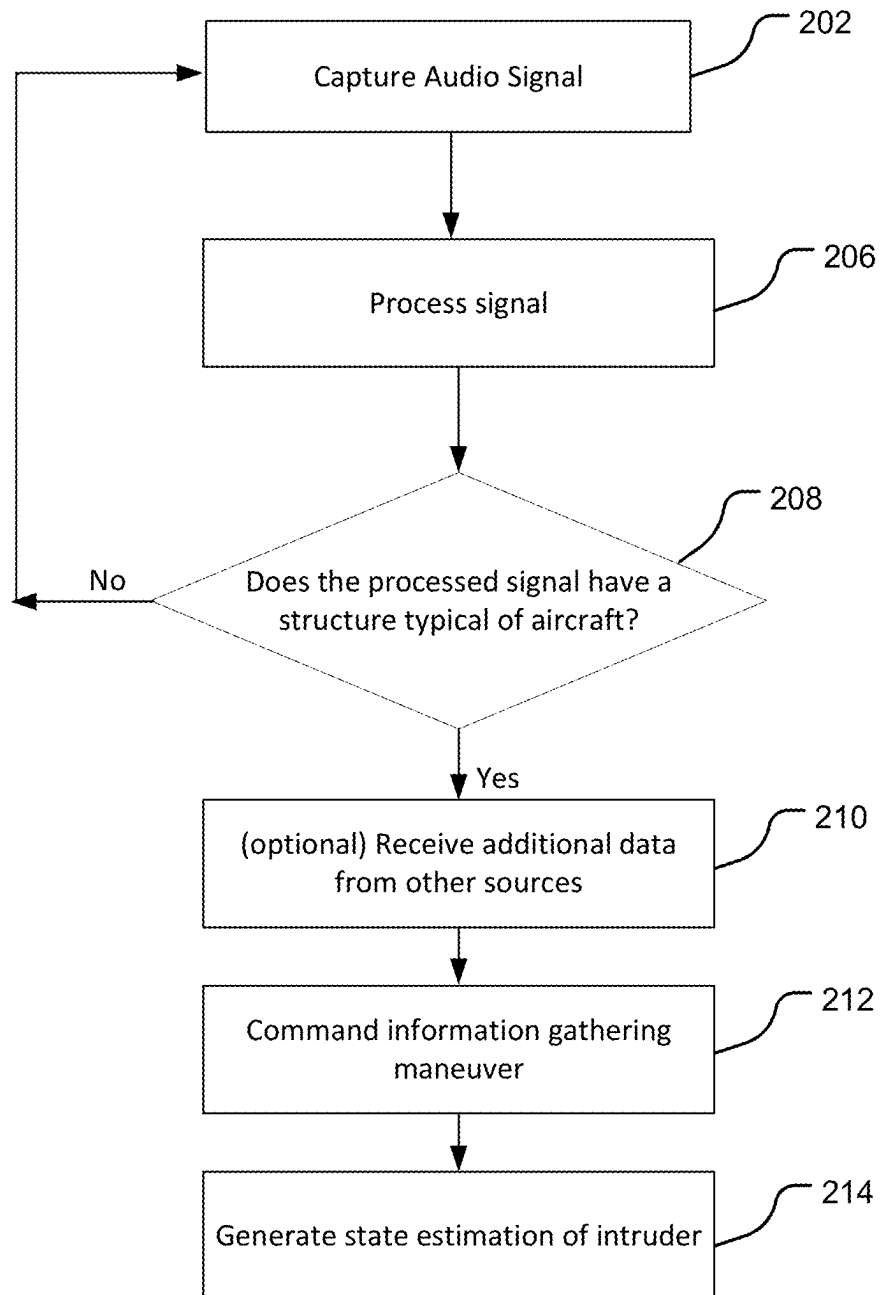 202
Capture Audio Signal
206
Process signal
208
Does the processed signal have a
structure typical of aircraft?
No
Yes
210
(optional) Receive additional data
from other sources
212
Command information gathering
maneuver
214
Generate state estimation of intruder